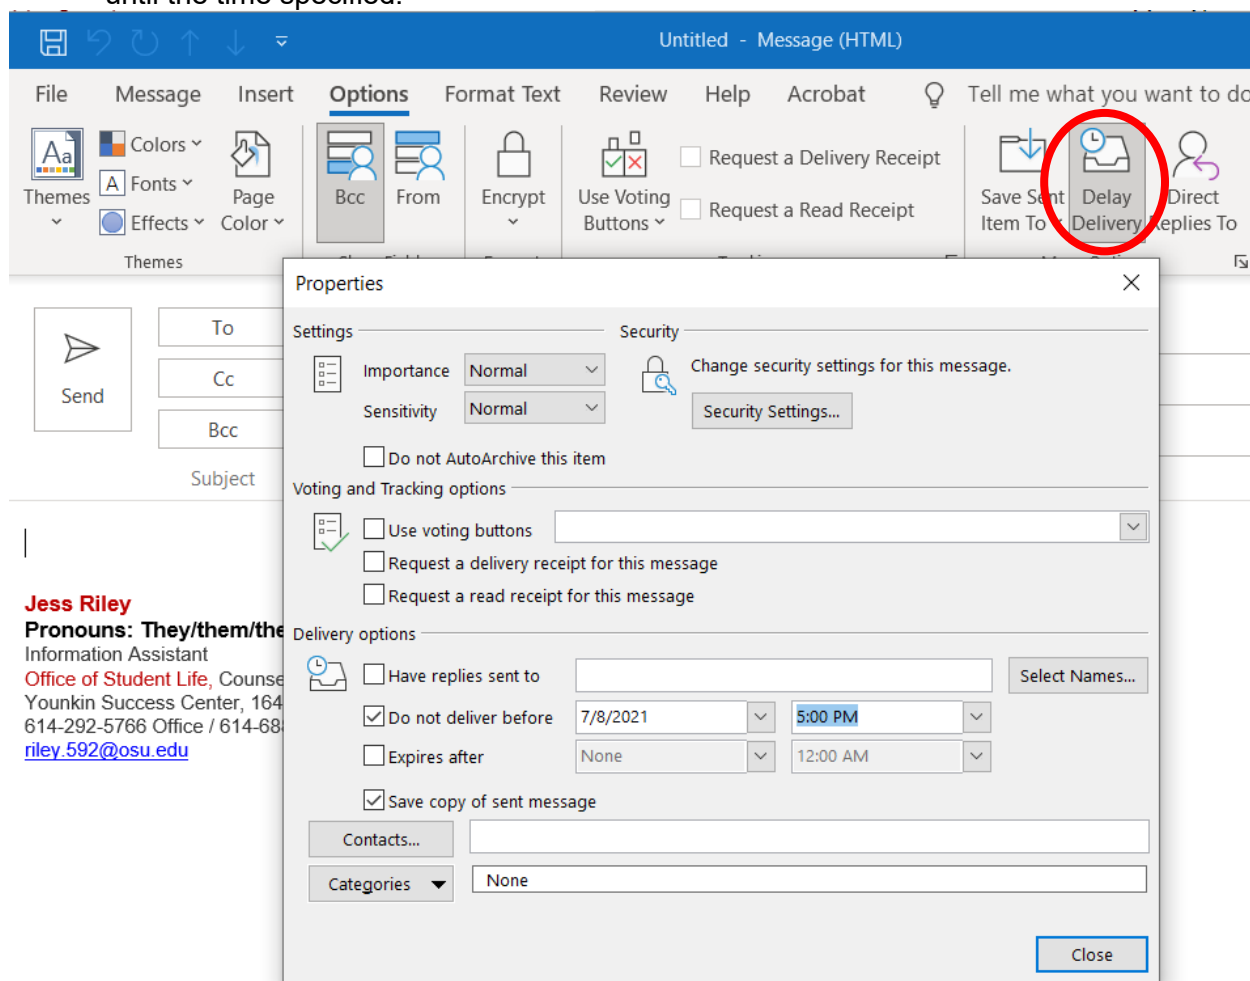 until the time specified.
Untitled - Message (HTML)
File Message Insert Options Format Text Review Help Acrobat Tell me what you want to do
Themes
Colors
Fonts
Effects
Page
Color
Bcc
From
Encrypt
Use Voting
Buttons
Request a Delivery Receipt
Request a Read Receipt
Save Sent
Item To
Delay
Delivery
Direct
Replies To
Themes
Properties
Settings
Security
Importance Normal
Change security settings for this message.
Sensitivity Normal
Security Settings...
Do not AutoArchive this item
Voting and Tracking options
Use voting buttons
Request a delivery receipt for this message
Request a read receipt for this message
Delivery options
Have replies sent to
Select Names...
Do not deliver before 7/8/2021 5:00 PM
Expires after None 12:00 AM
Save copy of sent message
Contacts...
Categories None
Close
Send
To
Cc
Bcc
Subject
Jess Riley
Pronouns: They/them/the
Information Assistant
Office of Student Life, Counse
Younkin Success Center, 164
614-292-5766 Office / 614-68
riley.592@osu.edu